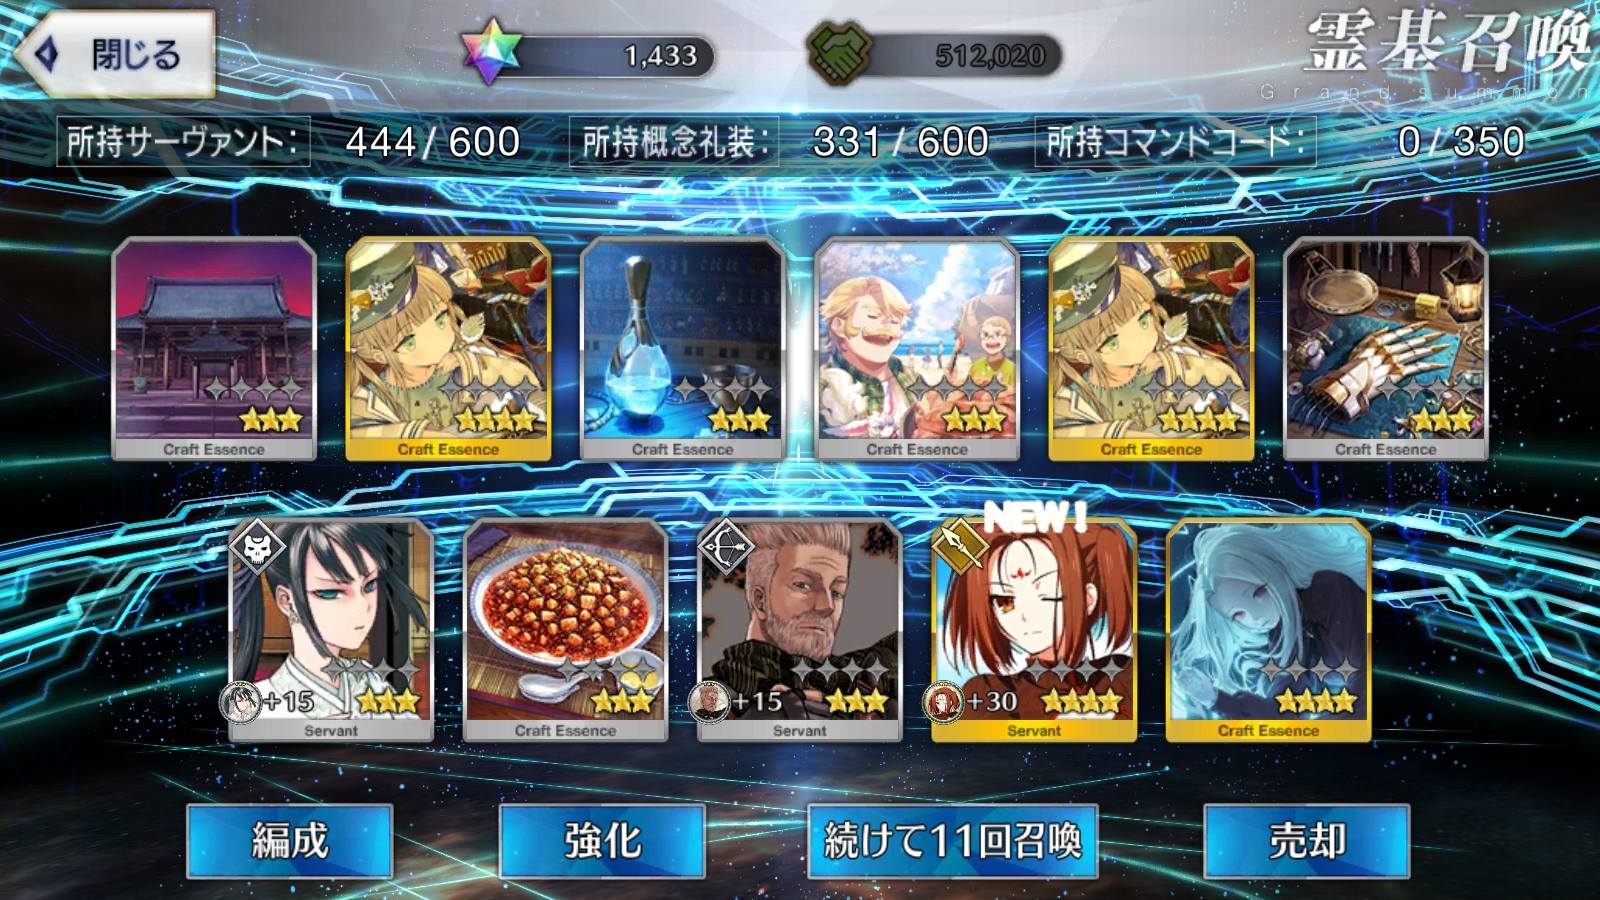 閉じる
1,433
512,020
霊基召喚
Grand summon
所持サーヴァント: 444/600
所持概念礼装: 331/600
所持コマンドコード: 0/350
Craft Essence
Craft Essence
Craft Essence
Craft Essence
Craft Essence
Craft Essence
NEW!
+15
+15
+30
Servant
Craft Essence
Servant
Servant
Craft Essence
編成
強化
続けて11回召喚
売却